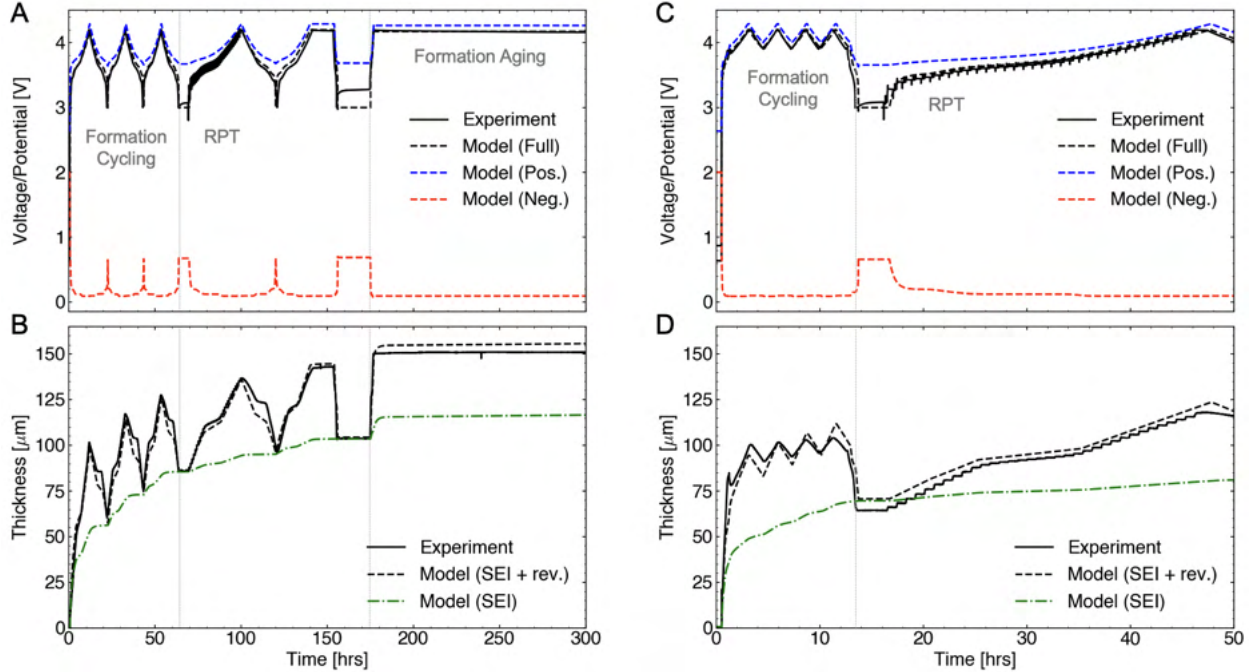 A
Voltage/Potential [V]
4
3
2
1
0
Formation
Cycling
RPT
Formation Aging
Experiment
Model (Full)
Model (Pos.)
Model (Neg.)
B
Thickness [μm]
150
125
100
75
50
25
0
Experiment
Model (SEI + rev.)
Model (SEI)
0 50 100 150 200 250 300
Time [hrs]
C
Voltage/Potential [V]
4
3
2
1
0
Formation
Cycling
RPT
Experiment
Model (Full)
Model (Pos.)
Model (Neg.)
D
Thickness [μm]
150
125
100
75
50
25
0
Experiment
Model (SEI + rev.)
Model (SEI)
0 10 20 30 40 50
Time [hrs]